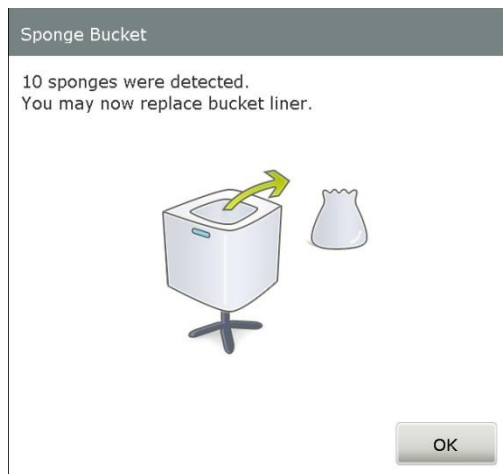 Sponge Bucket
10 sponges were detected.
You may now replace bucket liner.
OK